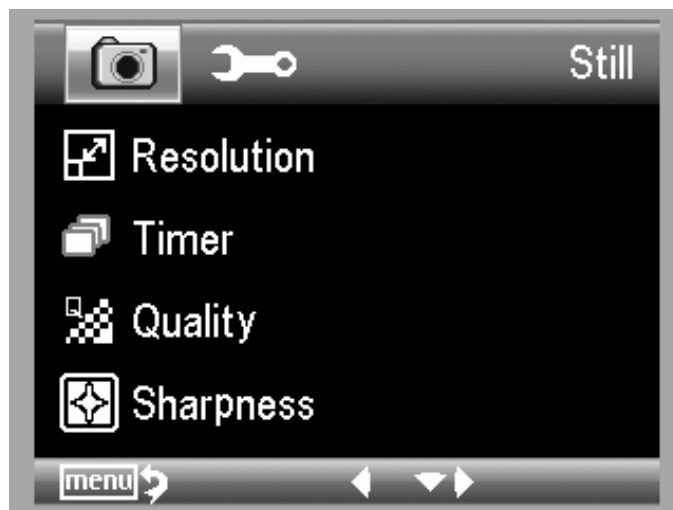 Still
Resolution
Timer
Q Quality
Sharpness
menu